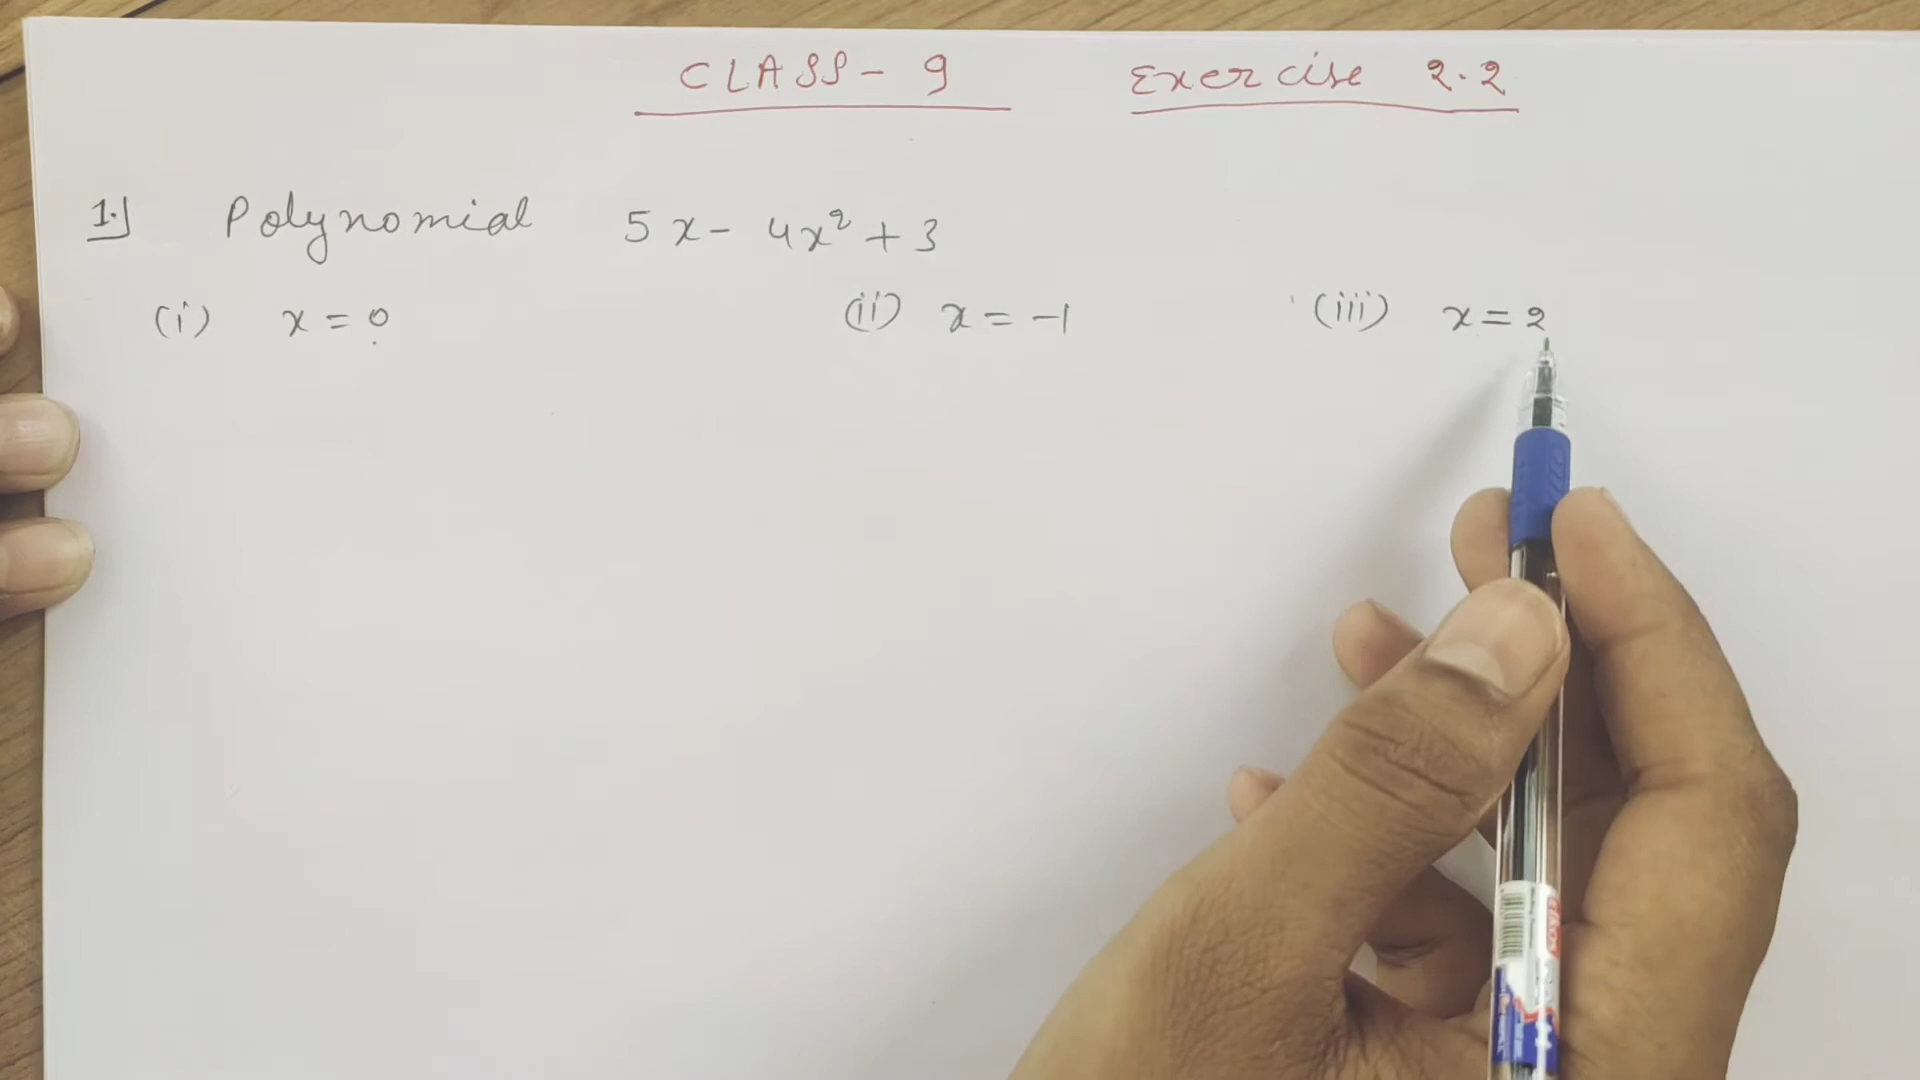 CLASS - 9 Exercise 2.2
1.) Polynomial 5x - 4x² + 3
(i) x = 0 (ii) x = -1 (iii) x = 2